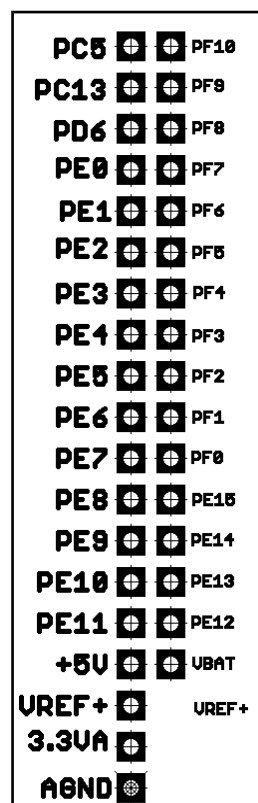 PC5 PF10
PC13 PF9
PD6 PF8
PE0 PF7
PE1 PF6
PE2 PF5
PE3 PF4
PE4 PF3
PE5 PF2
PE6 PF1
PE7 PF0
PE8 PE15
PE9 PE14
PE10 PE13
PE11 PE12
+5V VBAT
VREF+ VREF+
3.3VA
AGND